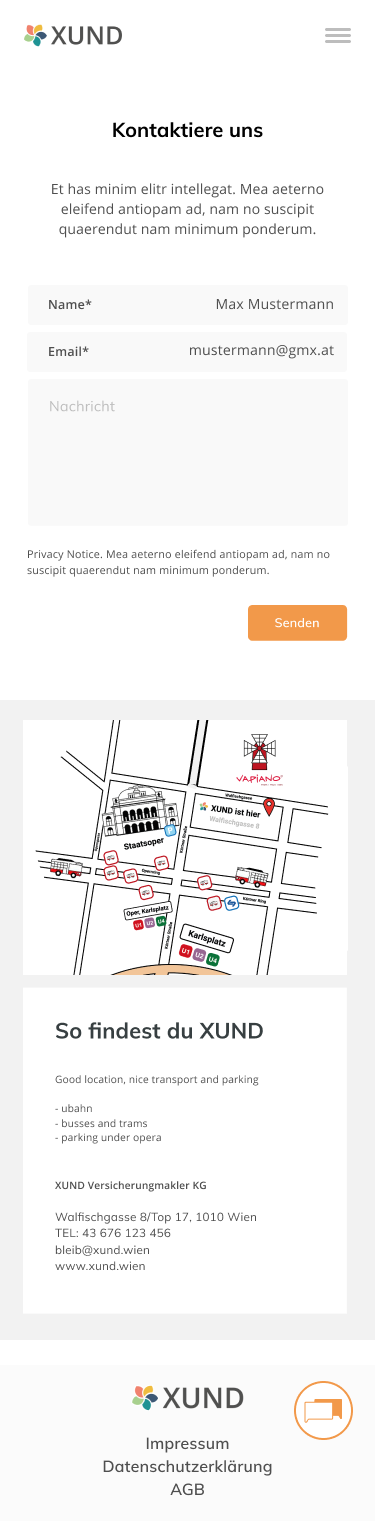 XUND
Kontaktiere uns
Et has minim elitr intellegat. Mea aeterno
eleifend antiopam ad, nam no suscipit
quaerendut nam minimum ponderum.
Name* Max Mustermann
Email* mustermann@gmx.at
Nachricht
Privacy Notice. Mea aeterno eleifend antiopam ad, nam no
suscipit quaerendut nam minimum ponderum.
Senden
VAPIANO
Walfischgasse
XUND ist hier
Walfischgasse 8
Staatsoper
Opernring
Kärntner Ring
Oper, Karlsplatz
U1 U2 U4
Karlsplatz
U1 U2 U4
So findest du XUND
Good location, nice transport and parking
- ubahn
- busses and trams
- parking under opera
XUND Versicherungmakler KG
Walfischgasse 8/Top 17, 1010 Wien
TEL: 43 676 123 456
bleib@xund.wien
www.xund.wien
XUND
Impressum
Datenschutzerklärung
AGB